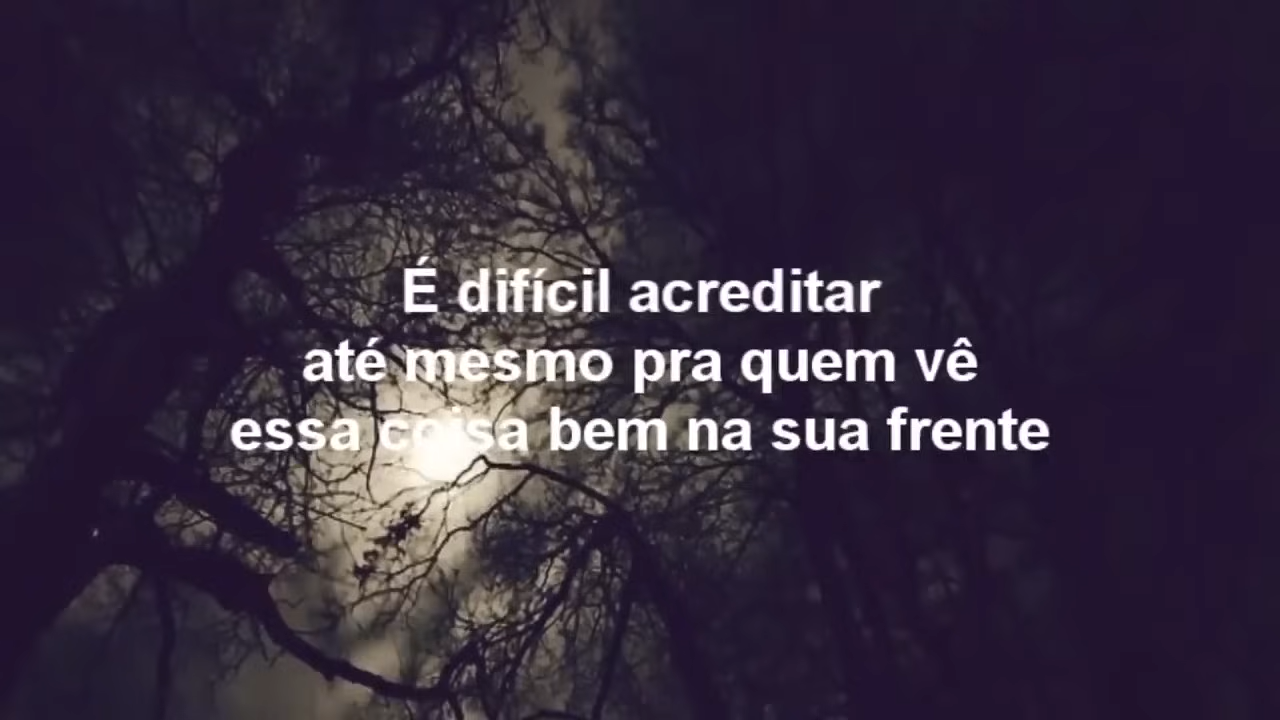 É difícil acreditar
até mesmo pra quem vê
essa coisa bem na sua frente